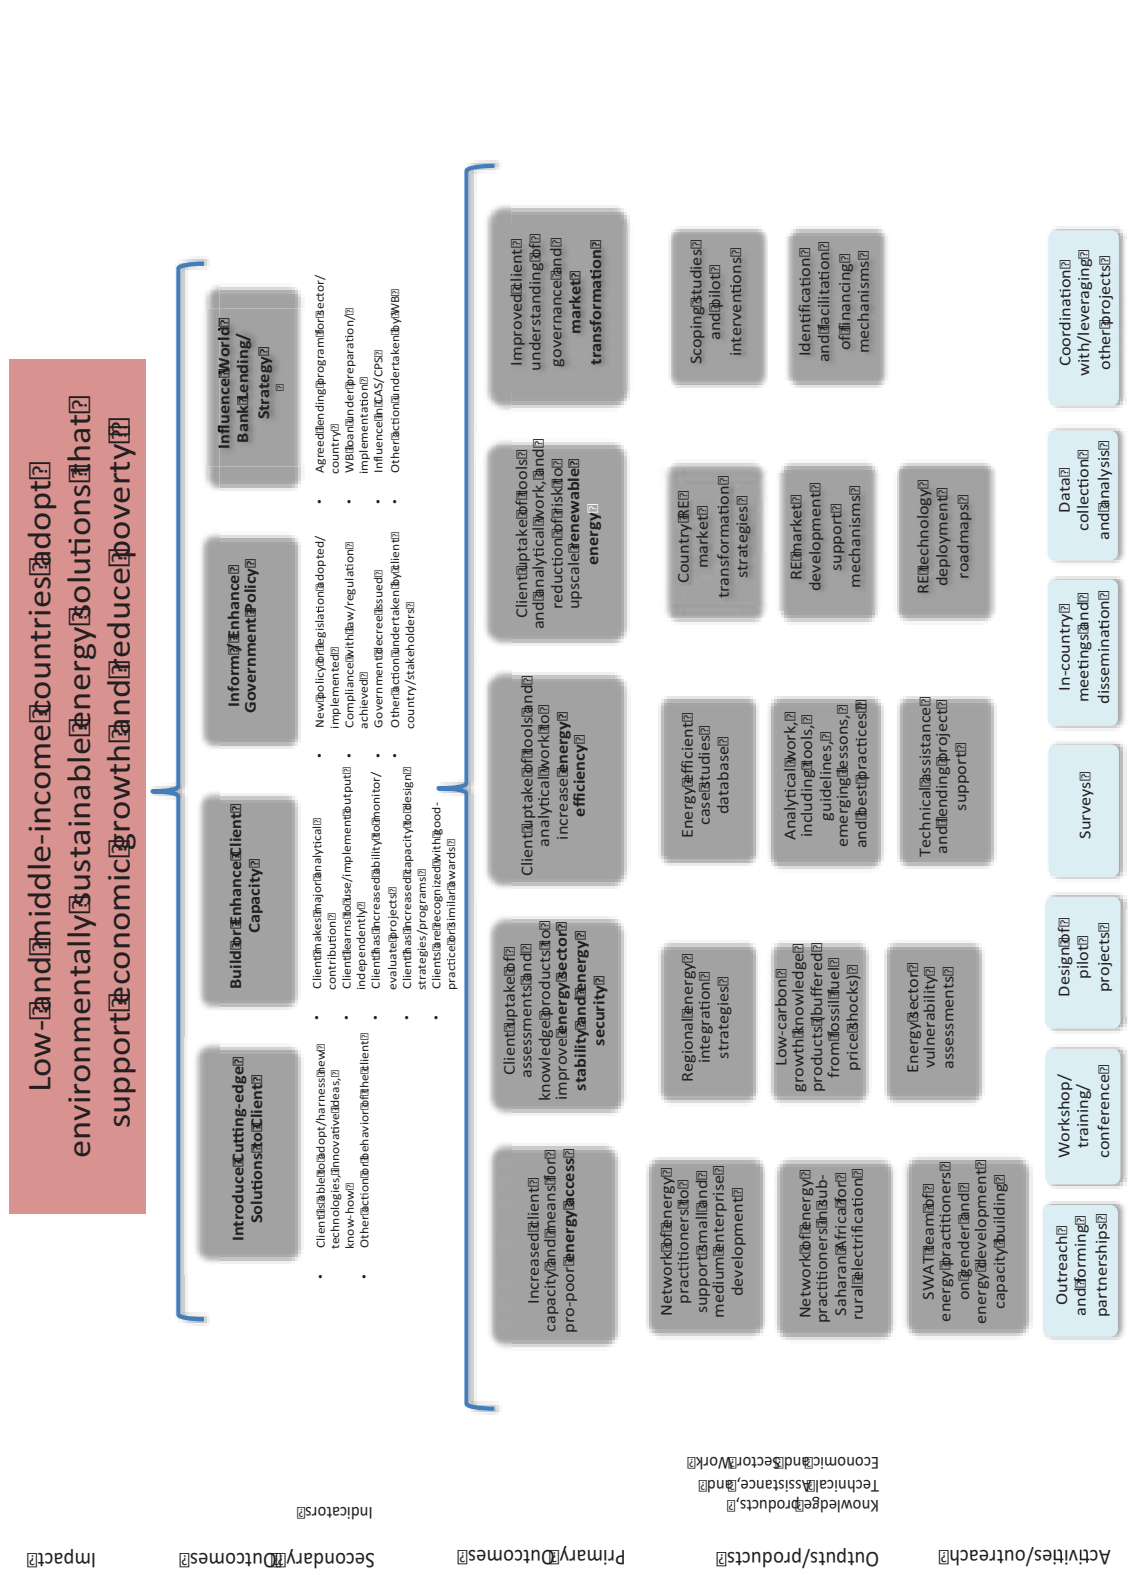 Impact
Low- and middle-income countries adopt
environmentally sustainable energy solutions that
support economic growth and reduce poverty
Secondary Outcomes
Indicators
Introduce Cutting-edge
Solutions to Client
• Client is able to adopt/harness new
technologies, innovative ideas,
know-how
• Other action or behavior of the client
Build or Enhance Client
Capacity
• Client makes major analytical
contribution
• Client learns to use/implement output
independently
• Client has increased ability to monitor/
evaluate projects
• Client has increased capacity to design
strategies/programs
• Clients are recognized with good-
practice or similar awards
Inform / Enhance
Government Policy
• New policy or legislation adopted/
implemented
• Compliance with law/regulation
achieved
• Government decree issued
• Other action undertaken by client
country/stakeholders
Influence World
Bank Lending/
Strategy
• Agreed lending program for sector/
country
• WB loan under preparation/
implementation
• Influence in CAS/CPS
• Other action undertaken by WB
Primary Outcomes
Increased client
capacity and means for
pro-poor energy access
Client uptake of
assessments and
knowledge products to
improve energy sector
stability and energy
security
Client uptake of tools and
analytical work to
increase energy
efficiency
Client uptake of tools
and analytical work, and
reduction of risk to
upscale renewable
energy
Improved client
understanding of
governance and
market
transformation
Outputs/products
Knowledge products,
Technical Assistance, and
Economic and Sector Work
Network of energy
practitioners to
support small and
medium enterprise
development
Network of energy
practitioners in sub-
Saharan Africa for
rural electrification
SWAT team of
energy practitioners
on gender and
energy development
capacity building
Regional energy
integration
strategies
Low-carbon
growth knowledge
products (buffered
from fossil fuel
price shocks)
Energy sector
vulnerability
assessments
Energy efficient
case studies
database
Analytical work,
including tools,
guidelines,
emerging lessons,
and best practices
Technical assistance
and lending project
support
Country RE
market
transformation
strategies
RE market
development
support
mechanisms
RE technology
deployment
roadmaps
Scoping studies
and pilot
interventions
Identification
and facilitation
of financing
mechanisms
Activities/outreach
Outreach
and forming
partnerships
Workshop/
training/
conference
Design of
pilot
projects
Surveys
In-country
meetings and
dissemination
Data
collection
and analysis
Coordination
with/leveraging
other projects